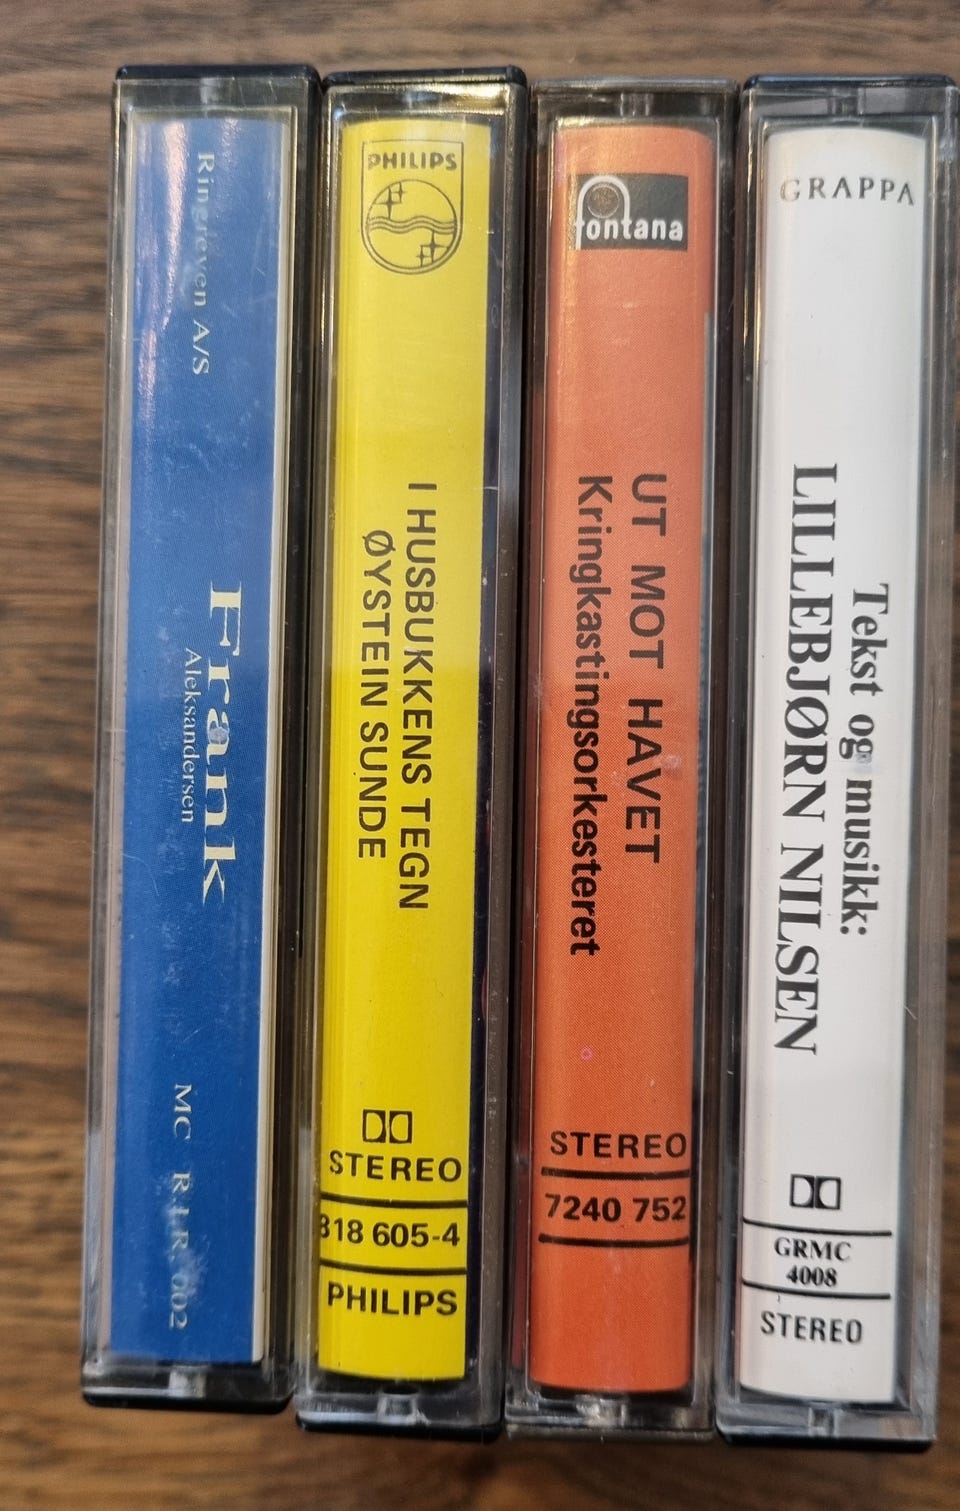 Ringreven A/S
Frank
Aleksandersen
MC R.I.R 002
PHILIPS
I HUSBUKKENS TEGN
ØYSTEIN SUNDE
STEREO
818 605-4
PHILIPS
fontana
UT MOT HAVET
Kringkastingsorkesteret
STEREO
7240 752
GRAPPA
Tekst og musikk:
LILLEBJØRN NILSEN
GRMC
4008
STEREO